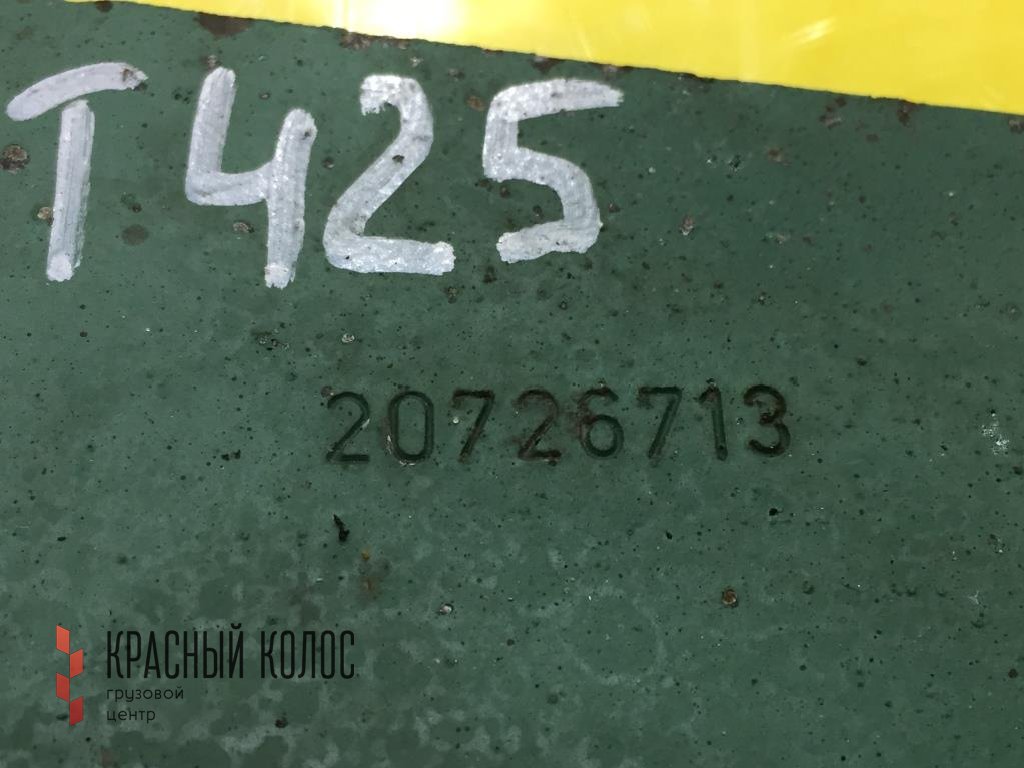 T425
20726713
КРАСНЫЙ КОЛОС
грузовой
центр